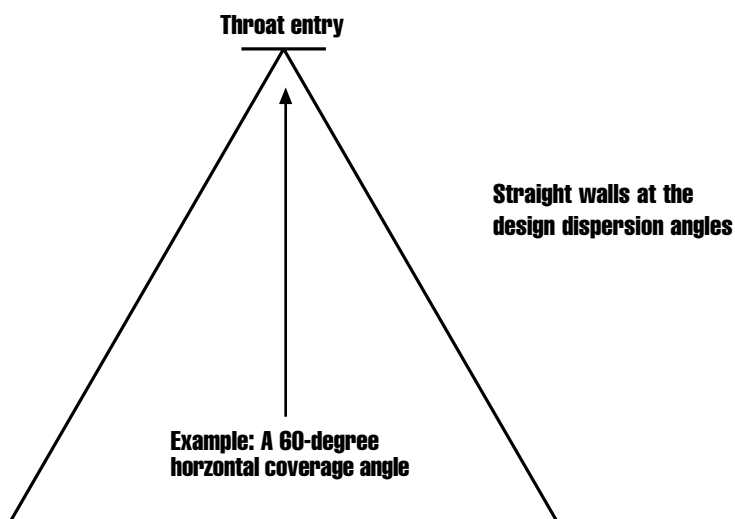 Throat entry
Straight walls at the
design dispersion angles
Example: A 60-degree
horzontal coverage angle